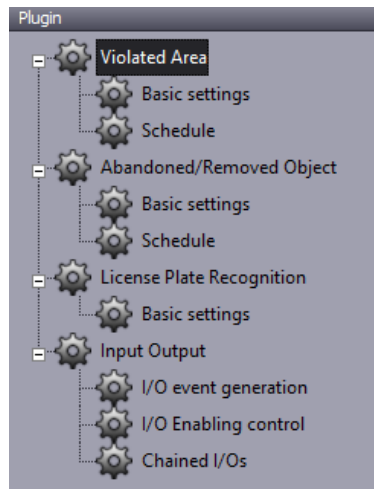 Plugin
Violated Area
Basic settings
Schedule
Abandoned/Removed Object
Basic settings
Schedule
License Plate Recognition
Basic settings
Input Output
I/O event generation
I/O Enabling control
Chained I/Os